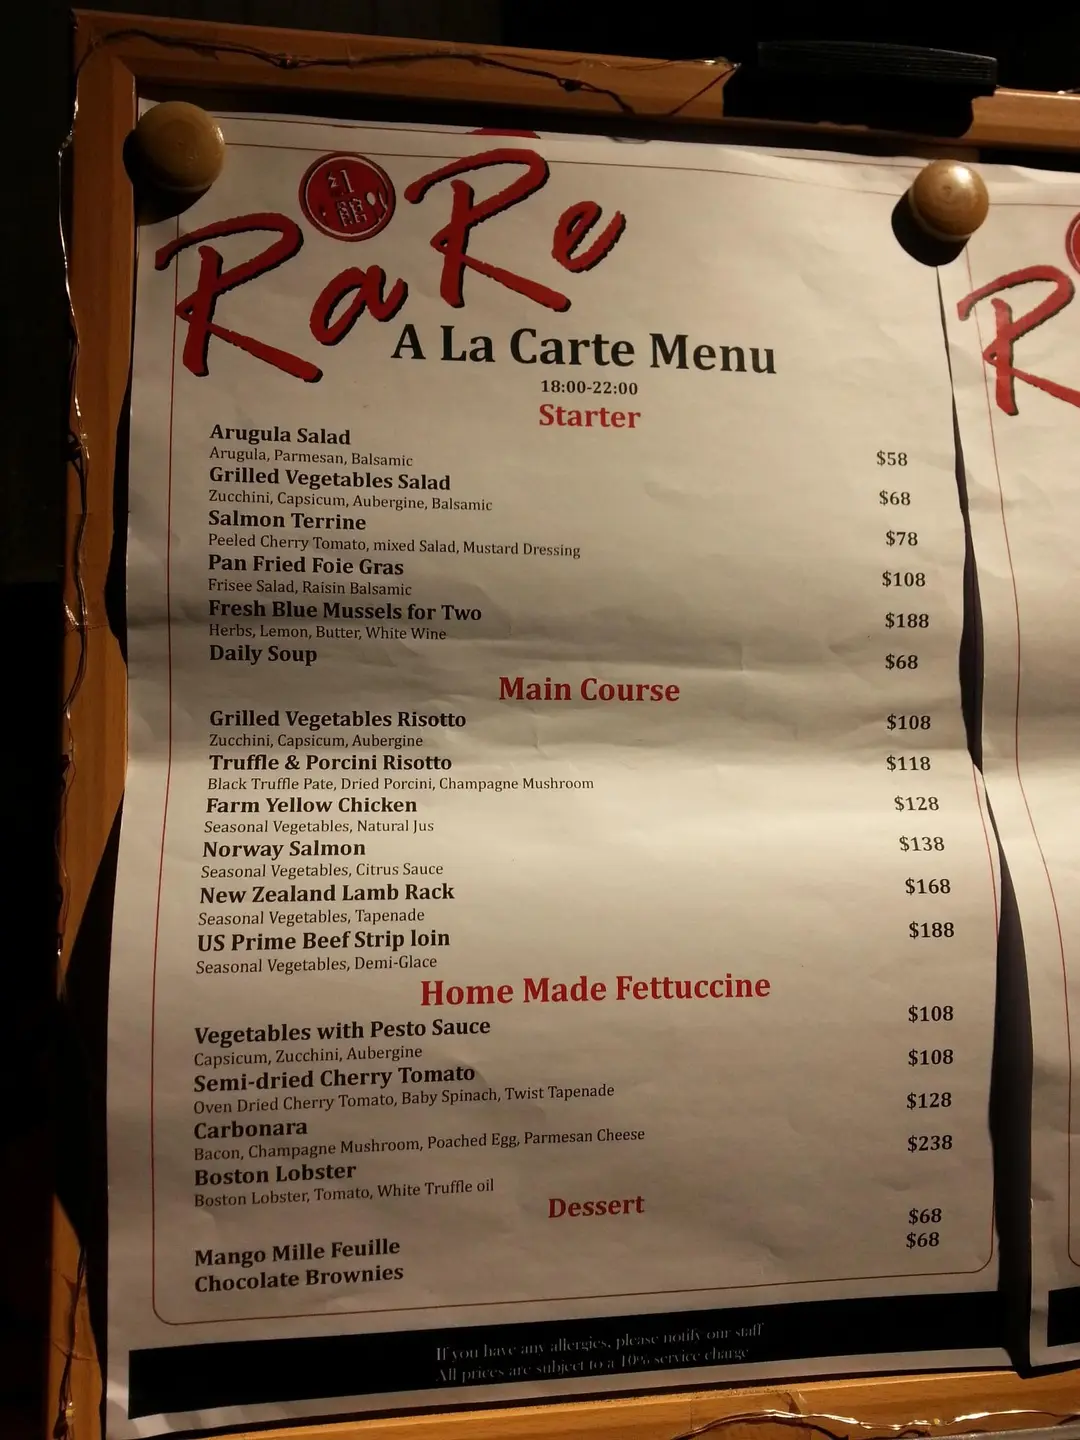 RaRe
A La Carte Menu
18:00-22:00
Starter
Arugula Salad
Arugula, Parmesan, Balsamic $58
Grilled Vegetables Salad
Zucchini, Capsicum, Aubergine, Balsamic $68
Salmon Terrine
Peeled Cherry Tomato, mixed Salad, Mustard Dressing $78
Pan Fried Foie Gras $108
Frisee Salad, Raisin Balsamic
Fresh Blue Mussels for Two $188
Herbs, Lemon, Butter, White Wine
Daily Soup $68
Main Course
Grilled Vegetables Risotto $108
Zucchini, Capsicum, Aubergine
Truffle & Porcini Risotto $118
Black Truffle Pate, Dried Porcini, Champagne Mushroom
Farm Yellow Chicken $128
Seasonal Vegetables, Natural Jus
Norway Salmon $138
Seasonal Vegetables, Citrus Sauce
New Zealand Lamb Rack $168
Seasonal Vegetables, Tapenade
US Prime Beef Strip loin $188
Seasonal Vegetables, Demi-Glace
Home Made Fettuccine
Vegetables with Pesto Sauce $108
Capsicum, Zucchini, Aubergine
Semi-dried Cherry Tomato $108
Oven Dried Cherry Tomato, Baby Spinach, Twist Tapenade
Carbonara $128
Bacon, Champagne Mushroom, Poached Egg, Parmesan Cheese
Boston Lobster $238
Boston Lobster, Tomato, White Truffle oil
Dessert
Mango Mille Feuille $68
Chocolate Brownies $68
If you have any allergies, please notify our staff
All prices are subject to a 10% service charge
R